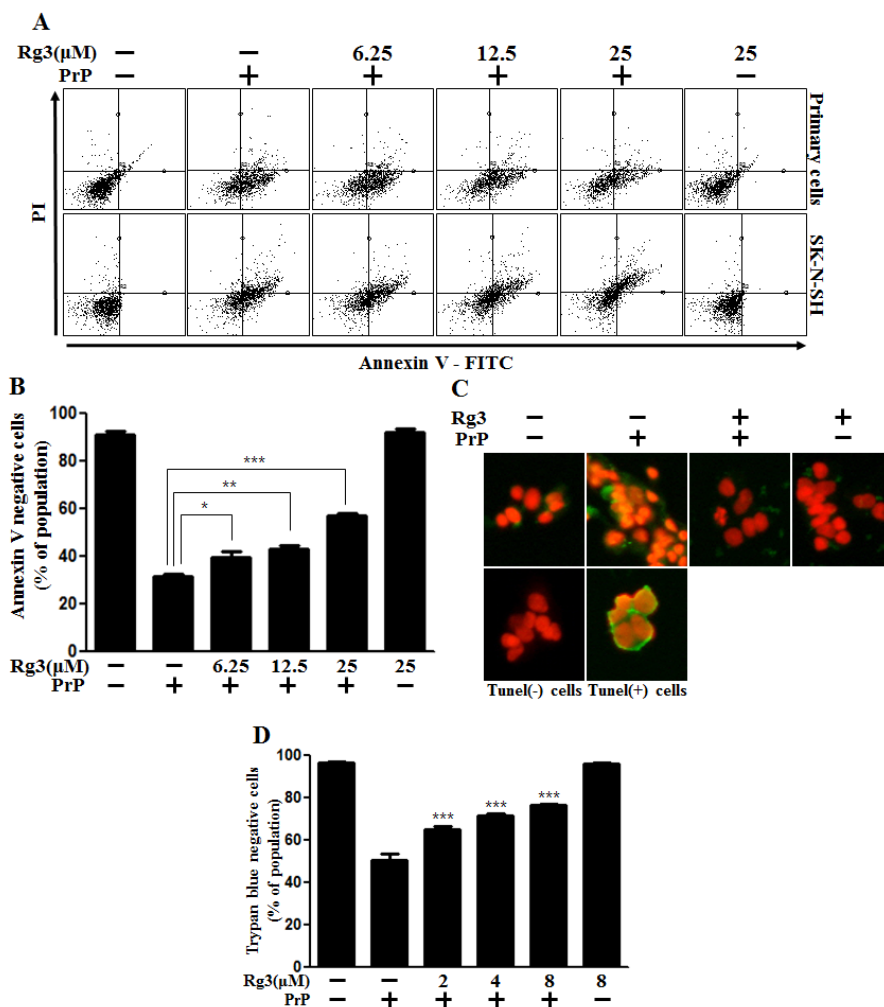 A
Rg3(μM) – – 6.25 12.5 25 25
PrP – + + + + –
PI
Primary cells
SK-N-SH
Annexin V - FITC
B
Annexin V negative cells
(% of population)
100
80
60
40
20
0
***
**
*
Rg3(μM) – – 6.25 12.5 25 25
PrP – + + + + –
C
Rg3 – – + +
PrP – + + –
Tunel(-) cells Tunel(+) cells
D
Trypan blue negative cells
(% of population)
100
80
60
40
20
0
*** *** ***
Rg3(μM) – – 2 4 8 8
PrP – + + + + –